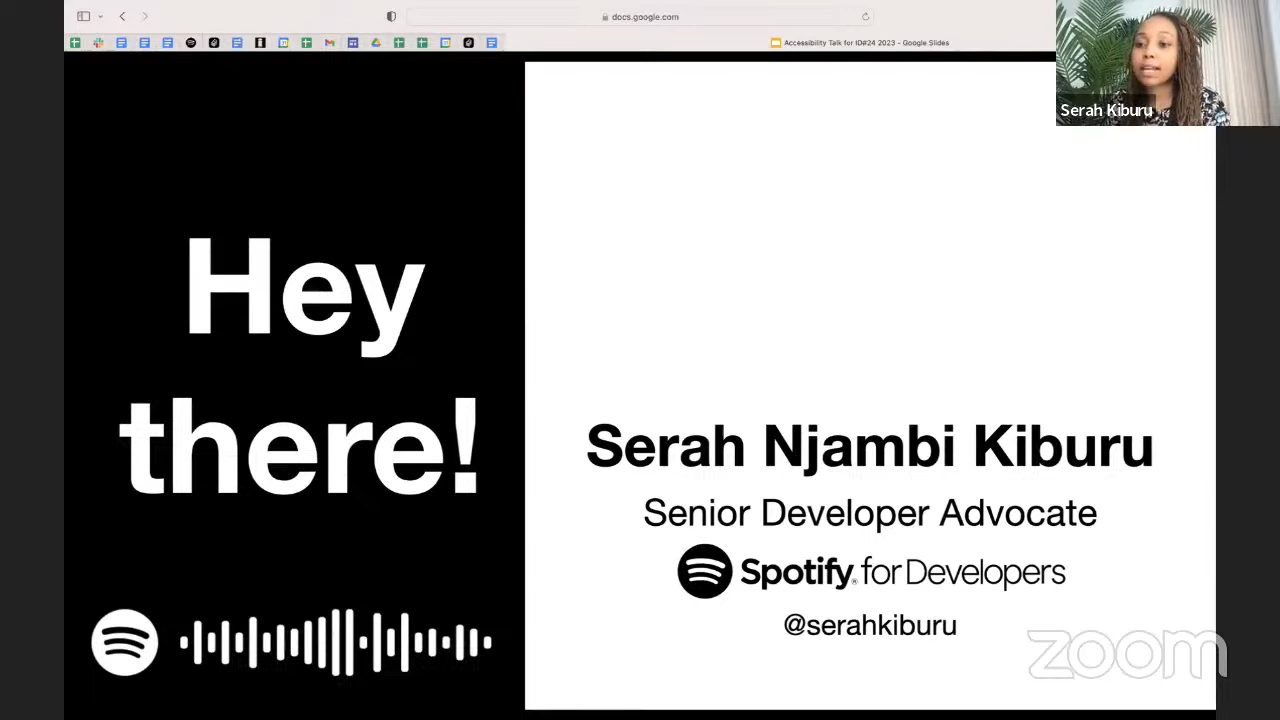 docs.google.com
Accessibility Talk for ID#24 2023 - Google Slides
Serah Kiburu
Hey
there!
Serah Njambi Kiburu
Senior Developer Advocate
Spotify® for Developers
@serahkiburu
zoom